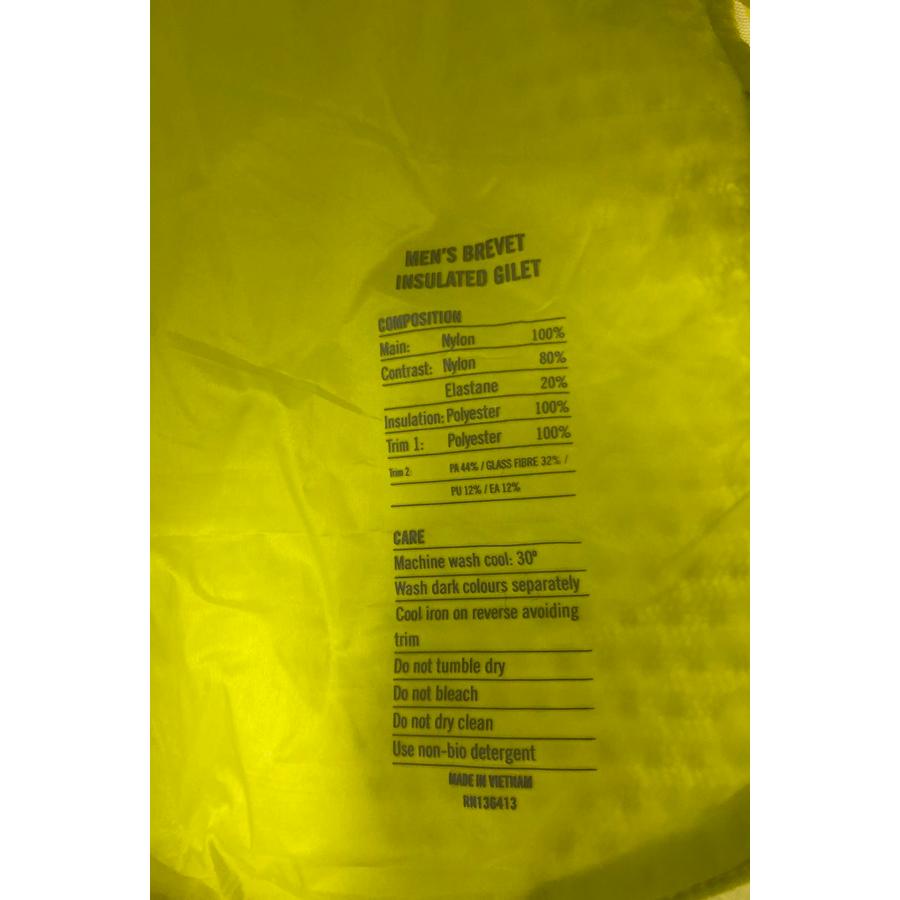 MEN'S BREVET
INSULATED GILET
COMPOSITION
Main: Nylon 100%
Contrast: Nylon 80%
Elastane 20%
Insulation: Polyester 100%
Trim 1: Polyester 100%
Trim 2: PA 44% / GLASS FIBRE 32% /
PU 12% / EA 12%
CARE
Machine wash cool: 30º
Wash dark colours separately
Cool iron on reverse avoiding
trim
Do not tumble dry
Do not bleach
Do not dry clean
Use non-bio detergent
MADE IN VIETNAM
RN136413